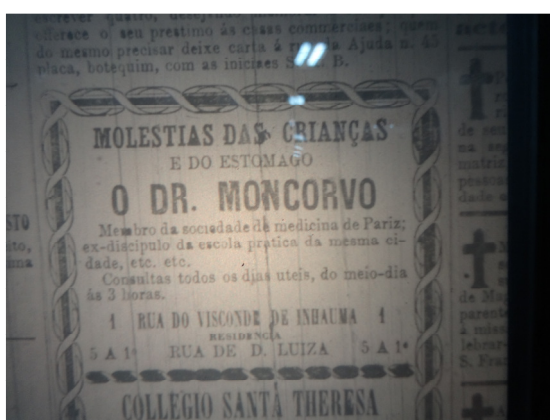 escrever
offerece o seu prestimo ás casas commerciaes; quem
do mesmo precisar deixe carta á Ajuda n. 45
placa, botequim, com as iniciaes B.
MOLESTIAS DAS CRIANÇAS
E DO ESTOMAGO
O DR. MONCORVO
Membro da sociedade de medicina de Pariz;
ex-discipulo da escola pratica da mesma ci-
dade, etc. etc.
Consultas todos os dias uteis, do meio-dia
ás 3 horas.
1 RUA DO VISCONDE DE INHAUMA 1
RESIDENCIA
5 A 1º RUA DE D. LUIZA 5 A 1º
COLLEGIO SANTA THERESA